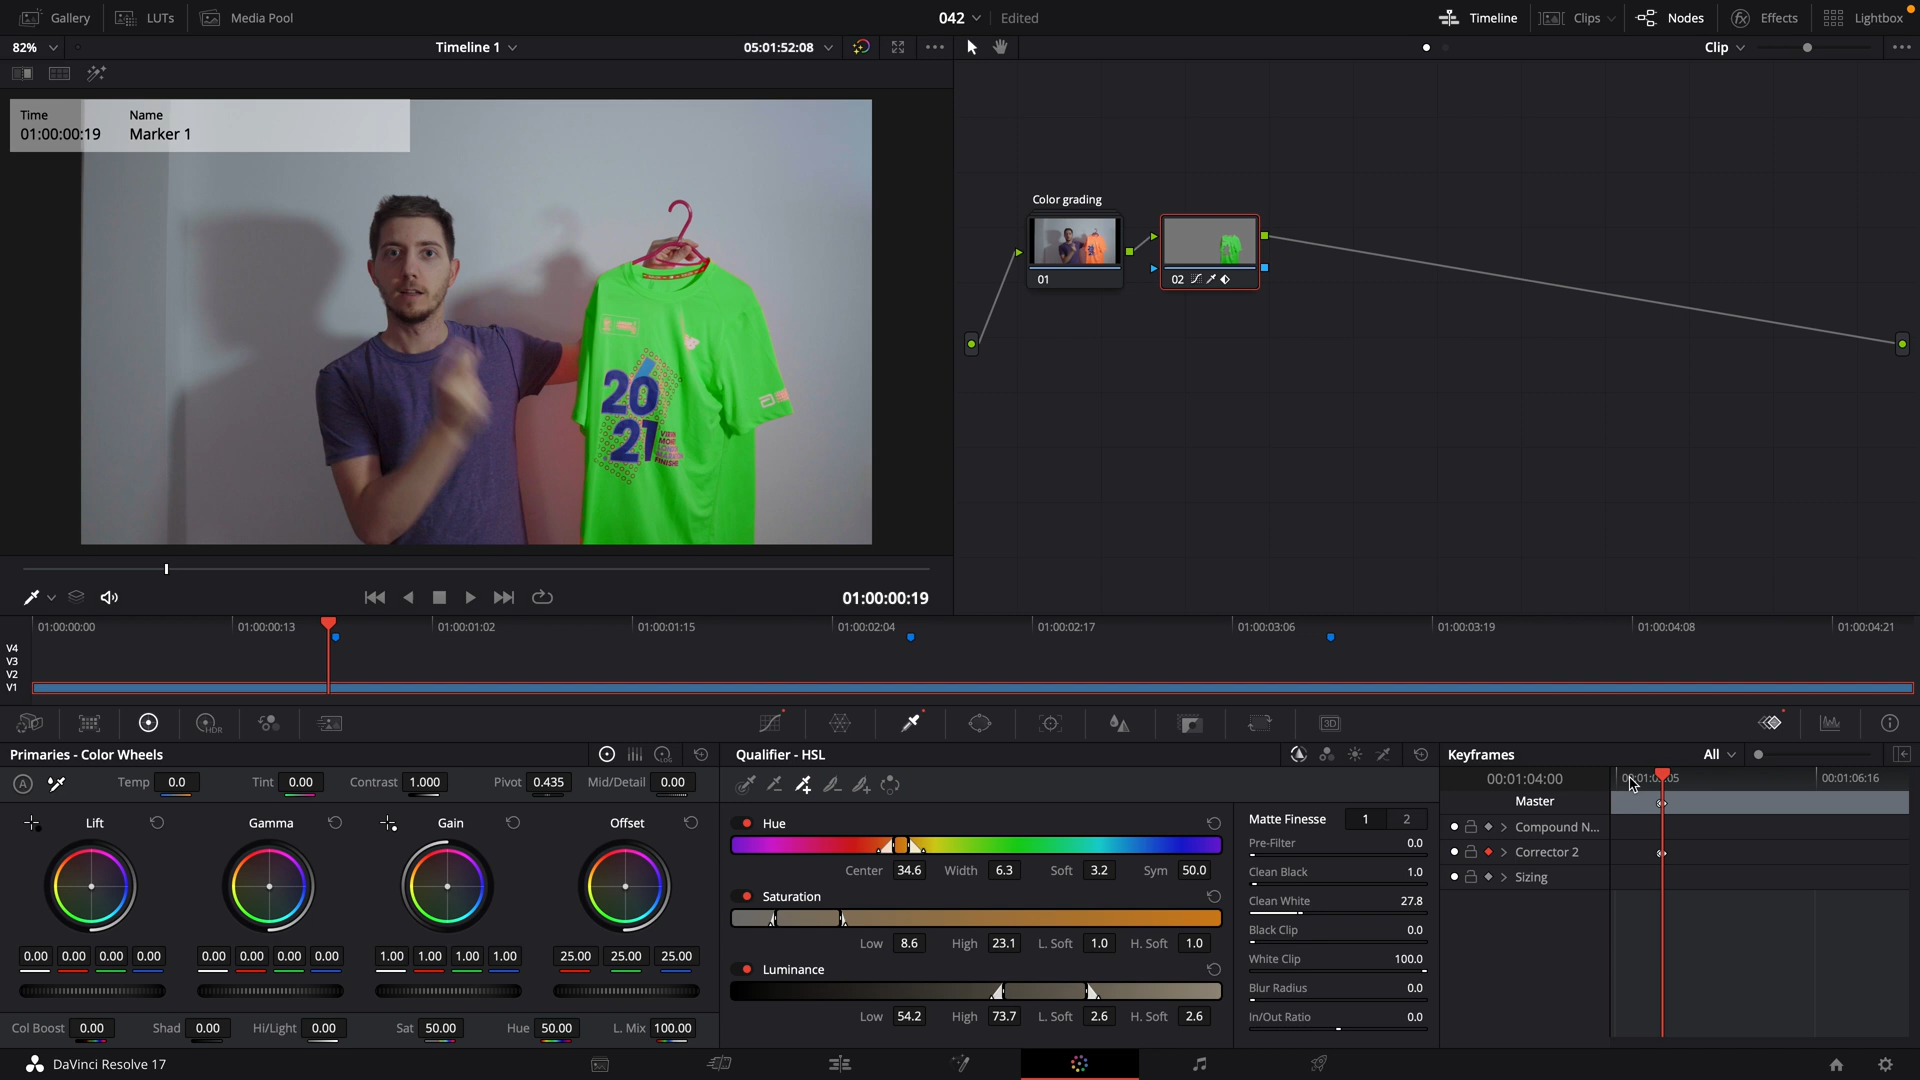 Gallery LUTs Media Pool 042 Edited Timeline Clips Nodes Effects Lightbox
82% Timeline 1 05:01:52:08 Clip
Time Name
01:00:00:19 Marker 1
20
21
Color grading
01
02
01:00:00:19
01:00:00:00 01:00:00:13 01:00:01:02 01:00:01:15 01:00:02:04 01:00:02:17 01:00:03:06 01:00:03:19 01:00:04:08 01:00:04:21
V4
V3
V2
V1
HDR
3D
Primaries - Color Wheels LOG Qualifier - HSL Keyframes All
A Temp 0.0 Tint 0.00 Contrast 1.000 Pivot 0.435 Mid/Detail 0.00
00:01:04:00 00:01:06:16
Lift Gamma Gain Offset
Hue
Center 34.6 Width 6.3 Soft 3.2 Sym 50.0
Saturation
Low 8.6 High 23.1 L. Soft 1.0 H. Soft 1.0
Luminance
Low 54.2 High 73.7 L. Soft 2.6 H. Soft 2.6
Matte Finesse 1 2
Pre-Filter 0.0
Clean Black 1.0
Clean White 27.8
Black Clip 0.0
White Clip 100.0
Blur Radius 0.0
In/Out Ratio 0.0
Master
Compound N...
Corrector 2
Sizing
0.00 0.00 0.00 0.00 0.00 0.00 0.00 0.00 1.00 1.00 1.00 1.00 25.00 25.00 25.00
Col Boost 0.00 Shad 0.00 Hi/Light 0.00 Sat 50.00 Hue 50.00 L. Mix 100.00
DaVinci Resolve 17